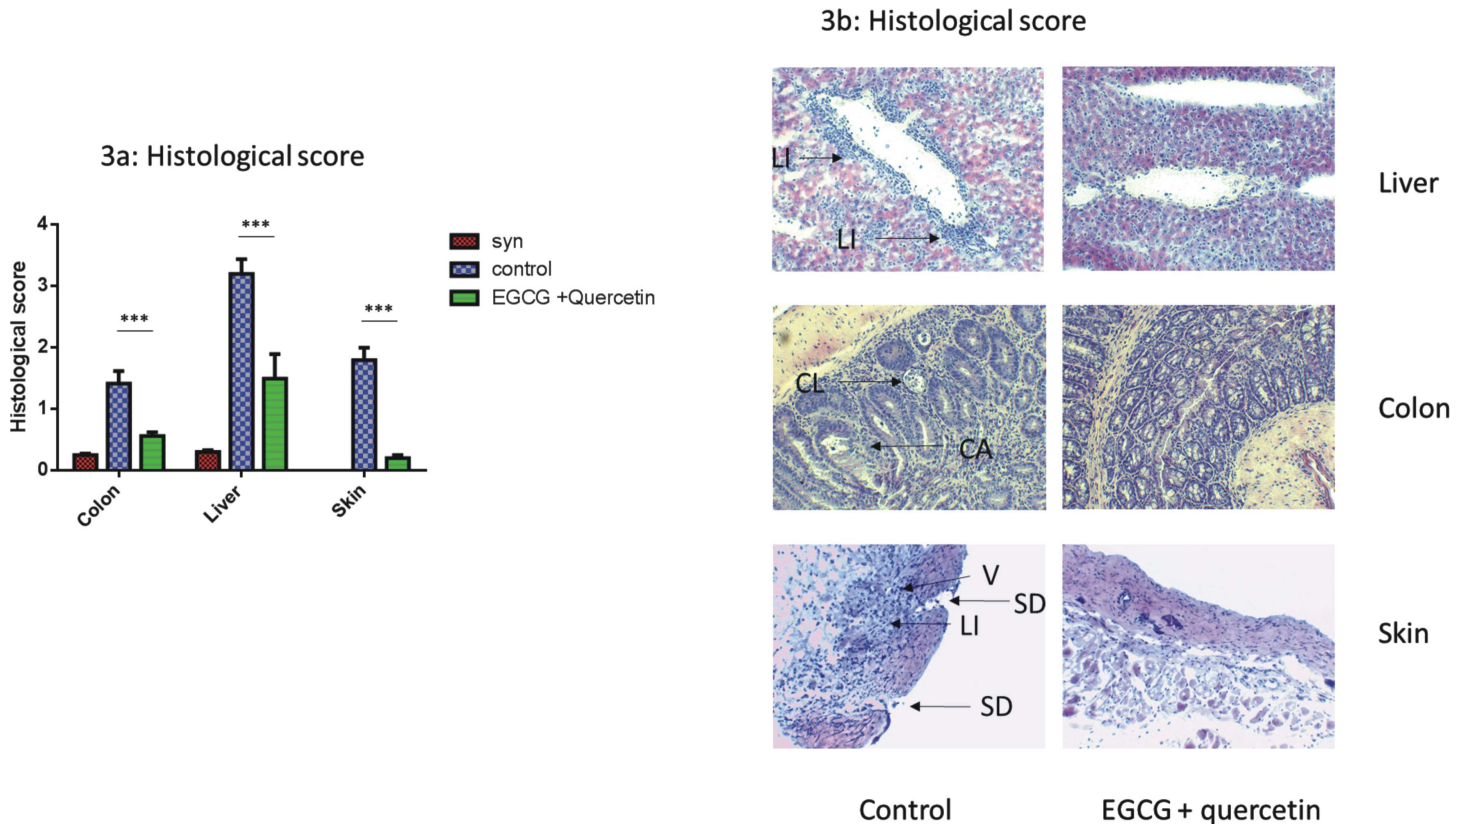 3a: Histological score
Histological score
4
3
2
1
0
***
***
***
Colon
Liver
Skin
syn
control
EGCG +Quercetin
3b: Histological score
LI
LI
Liver
CL
CA
Colon
V
SD
LI
SD
Skin
Control
EGCG + quercetin